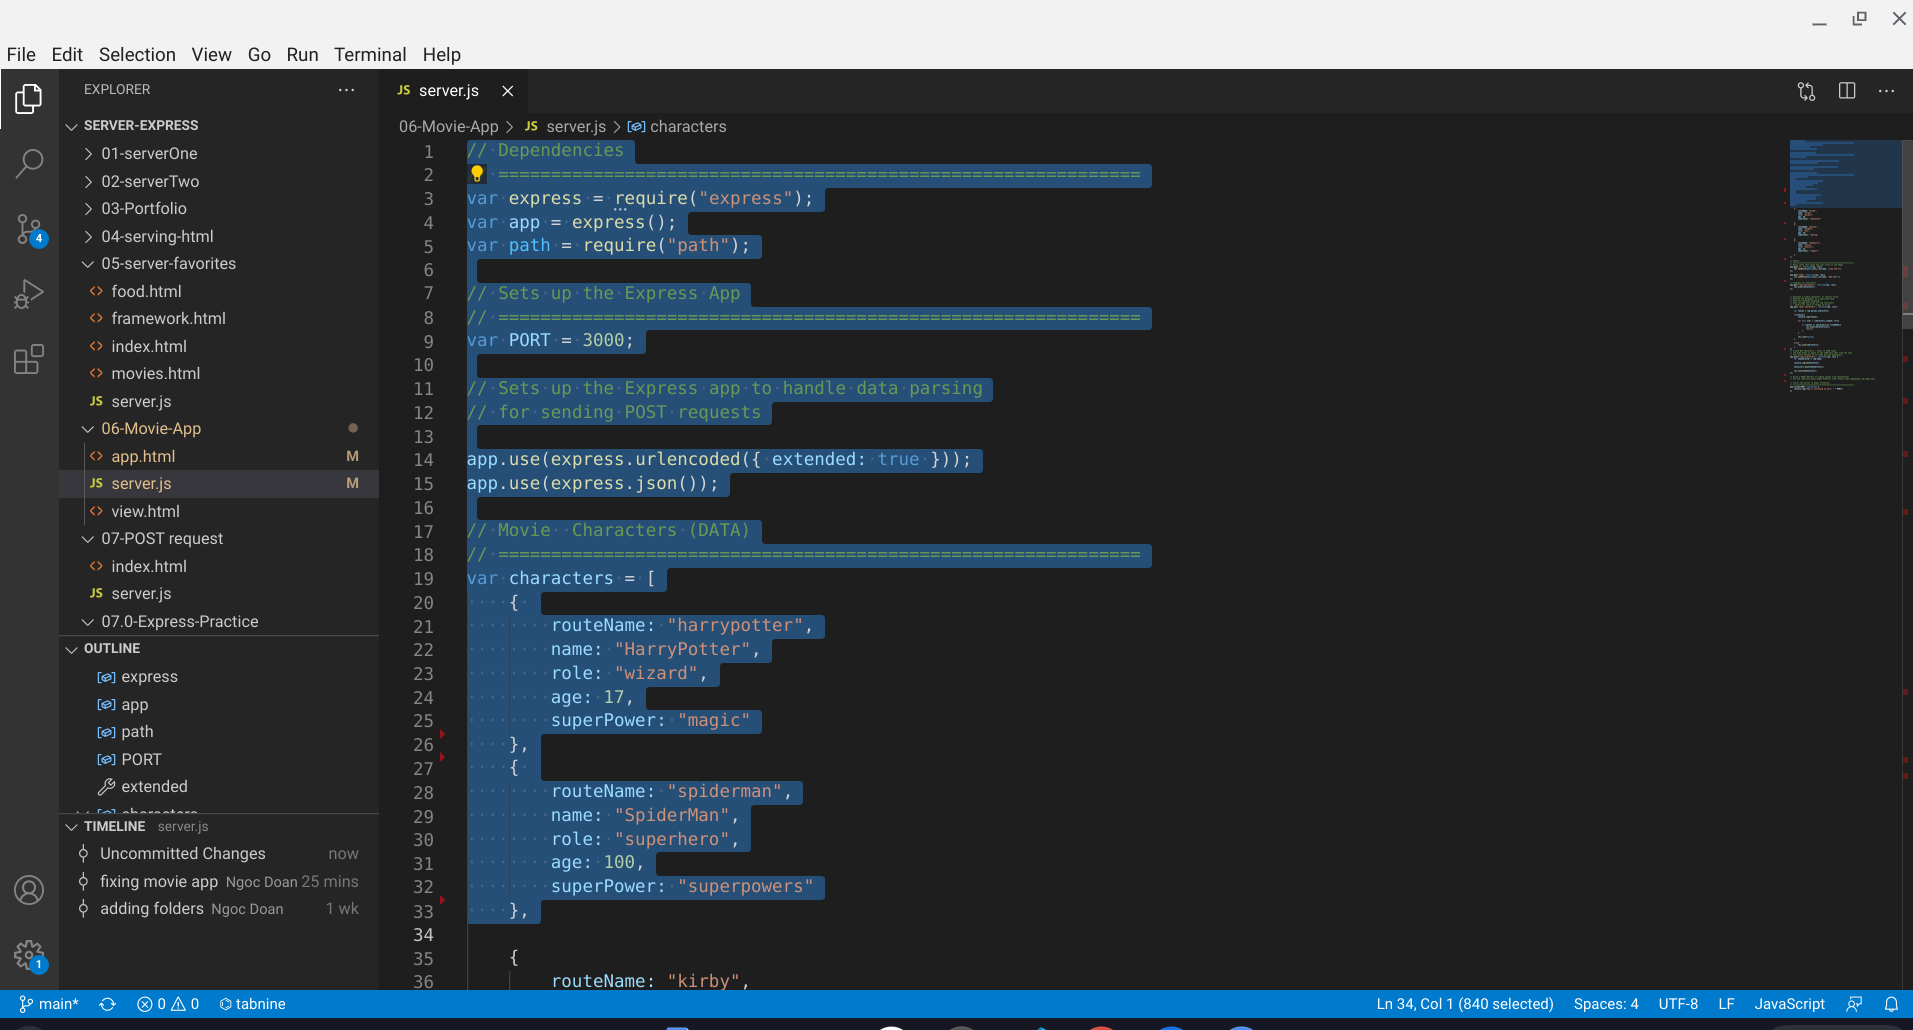 File Edit Selection View Go Run Terminal Help
EXPLORER
SERVER-EXPRESS
01-serverOne
02-serverTwo
03-Portfolio
04-serving-html
05-server-favorites
food.html
framework.html
index.html
movies.html
JS server.js
06-Movie-App
app.html M
JS server.js M
view.html
07-POST request
index.html
JS server.js
07.0-Express-Practice
OUTLINE
express
app
path
PORT
extended
characters
TIMELINE server.js
Uncommitted Changes now
fixing movie app Ngoc Doan 25 mins
adding folders Ngoc Doan 1 wk
4
1
JS server.js
06-Movie-App > JS server.js > characters
1 // Dependencies
2 =============================================================
3 var express = require("express");
4 var app = express();
5 var path = require("path");
6
7 // Sets up the Express App
8 // =============================================================
9 var PORT = 3000;
10
11 // Sets up the Express app to handle data parsing
12 // for sending POST requests
13
14 app.use(express.urlencoded({ extended: true }));
15 app.use(express.json());
16
17 // Movie  Characters (DATA)
18 // =============================================================
19 var characters = [
20 {
21 routeName: "harrypotter",
22 name: "HarryPotter",
23 role: "wizard",
24 age: 17,
25 superPower: "magic"
26 },
27 {
28 routeName: "spiderman",
29 name: "SpiderMan",
30 role: "superhero",
31 age: 100,
32 superPower: "superpowers"
33 },
34
35 {
36 routeName: "kirby",
main* 0 0 tabnine
Ln 34, Col 1 (840 selected) Spaces: 4 UTF-8 LF JavaScript